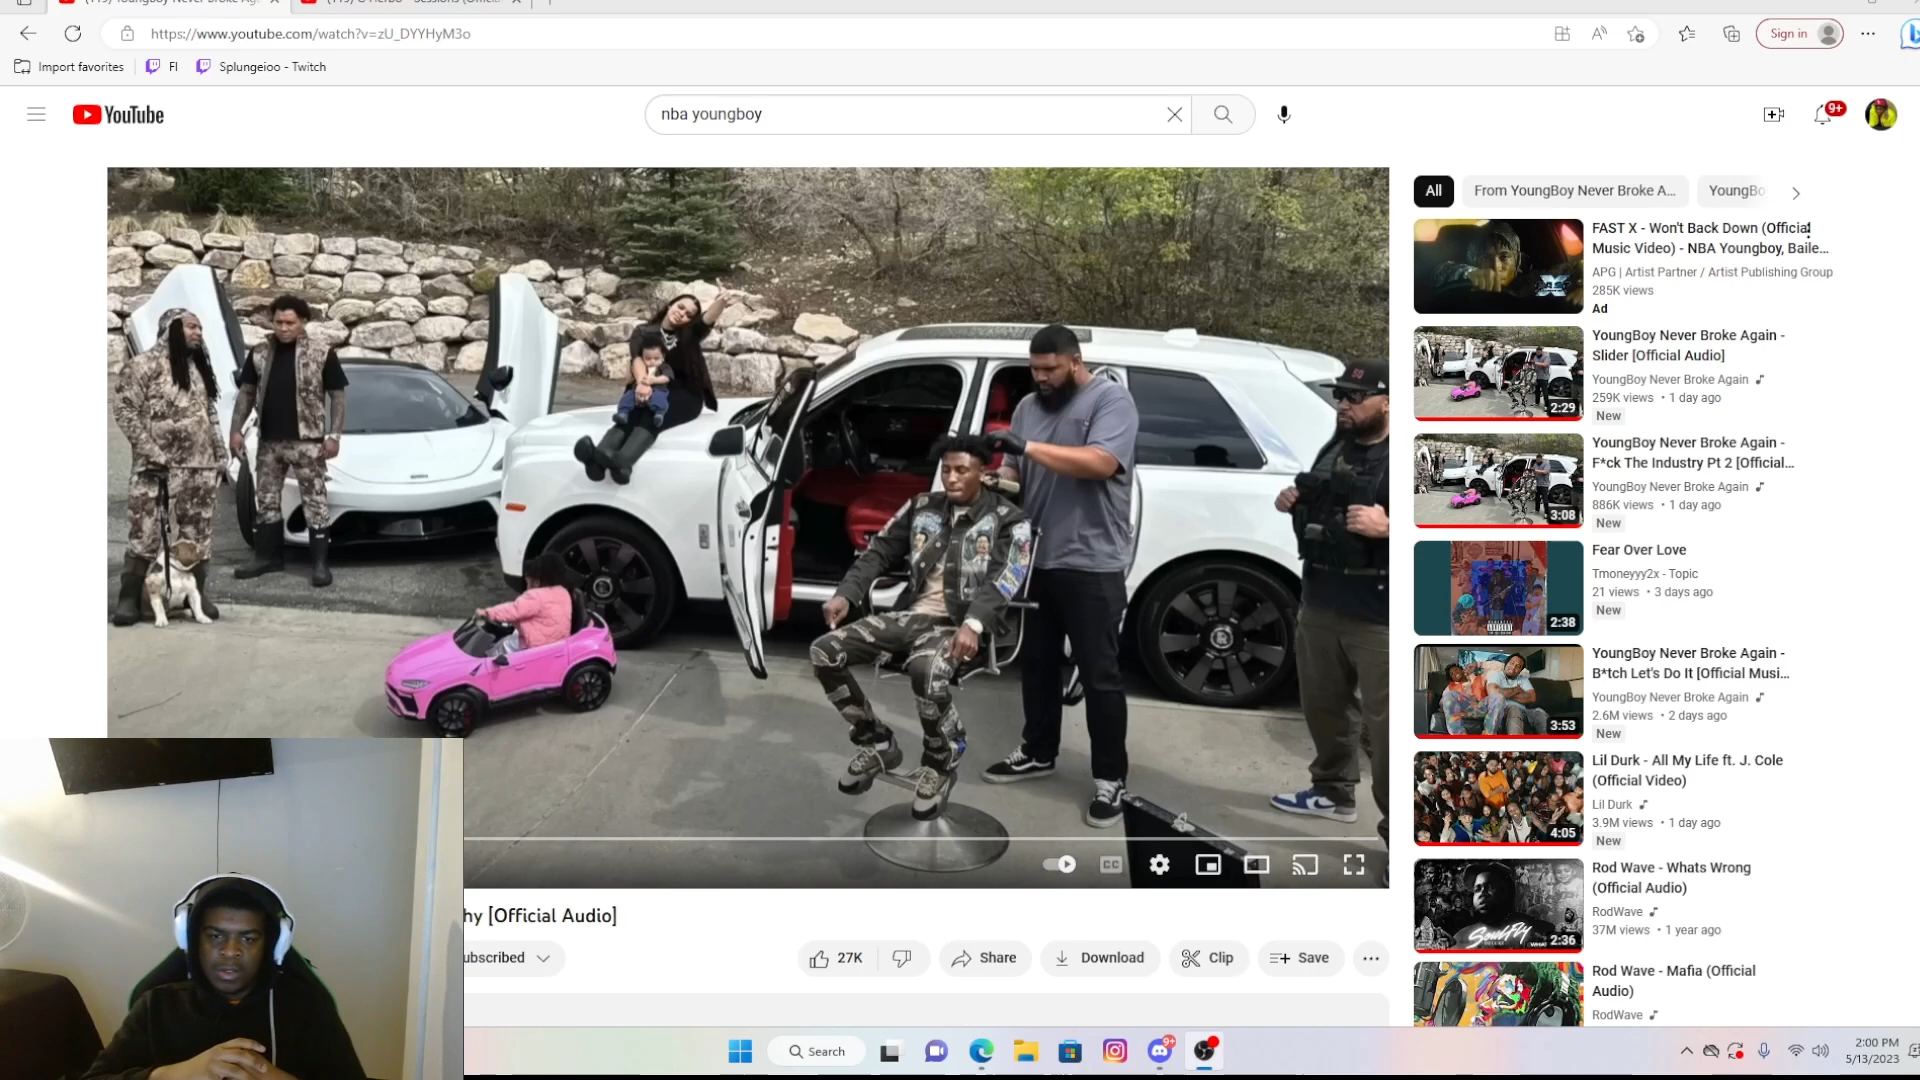 https://www.youtube.com/watch?v=zU_DYYHyM3o
Sign in
Import favorites
FI
Splungeioo - Twitch
YouTube
nba youngboy
9+
All
From YoungBoy Never Broke A...
YoungBo
FAST X - Won't Back Down (Official
Music Video) - NBA Youngboy, Baile...
APG | Artist Partner / Artist Publishing Group
285K views
Ad
YoungBoy Never Broke Again -
Slider [Official Audio]
YoungBoy Never Broke Again
259K views • 1 day ago
New
2:29
YoungBoy Never Broke Again -
F*ck The Industry Pt 2 [Official...
YoungBoy Never Broke Again
886K views • 1 day ago
New
3:08
Fear Over Love
Tmoneyyy2x - Topic
21 views • 3 days ago
New
2:38
YoungBoy Never Broke Again -
B*tch Let's Do It [Official Musi...
YoungBoy Never Broke Again
2.6M views • 2 days ago
New
3:53
Lil Durk - All My Life ft. J. Cole
(Official Video)
Lil Durk
3.9M views • 1 day ago
New
4:05
Rod Wave - Whats Wrong
(Official Audio)
RodWave
37M views • 1 year ago
SoulFly
2:36
Rod Wave - Mafia (Official
Audio)
RodWave
CC
hy [Official Audio]
ubscribed
27K
Share
Download
Clip
Save
Search
9+
2:00 PM
5/13/2023